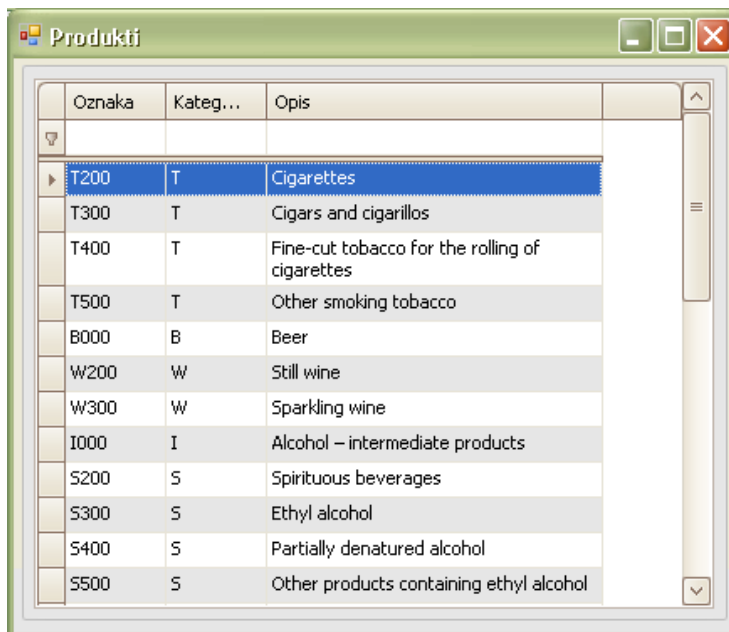 Produkti
Oznaka Kateg... Opis
T200 T Cigarettes
T300 T Cigars and cigarillos
T400 T Fine-cut tobacco for the rolling of
cigarettes
T500 T Other smoking tobacco
B000 B Beer
W200 W Still wine
W300 W Sparkling wine
I000 I Alcohol – intermediate products
S200 S Spirituous beverages
S300 S Ethyl alcohol
S400 S Partially denatured alcohol
S500 S Other products containing ethyl alcohol